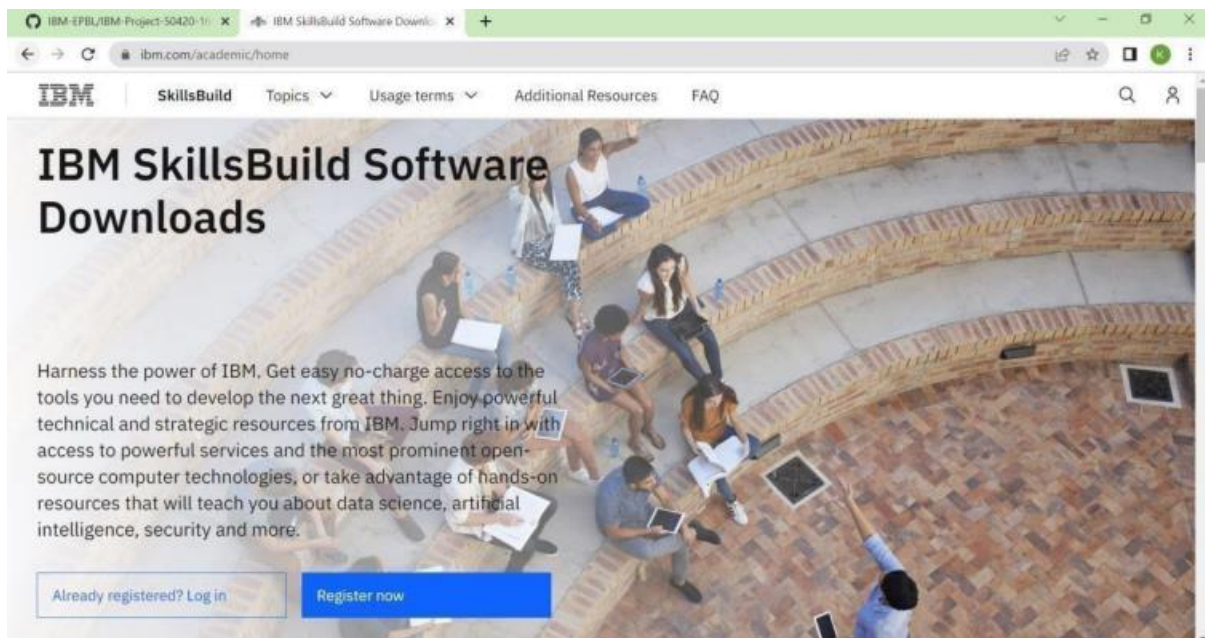 IBM-EPBL/IBM-Project-50420-16
IBM SkillsBuild Software Downlo
ibm.com/academic/home
IBM
SkillsBuild
Topics
Usage terms
Additional Resources
FAQ
K
IBM SkillsBuild Software
Downloads
Harness the power of IBM. Get easy no-charge access to the
tools you need to develop the next great thing. Enjoy powerful
technical and strategic resources from IBM. Jump right in with
access to powerful services and the most prominent open-
source computer technologies, or take advantage of hands-on
resources that will teach you about data science, artificial
intelligence, security and more.
Already registered? Log in
Register now